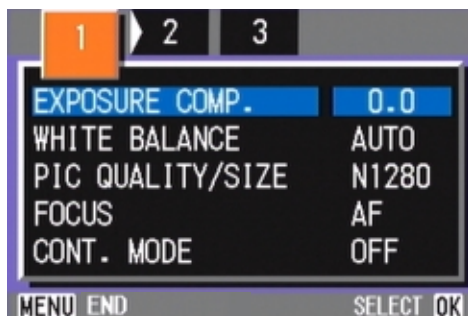 1 2 3
EXPOSURE COMP. 0.0
WHITE BALANCE AUTO
PIC QUALITY/SIZE N1280
FOCUS AF
CONT. MODE OFF
MENU END SELECT OK